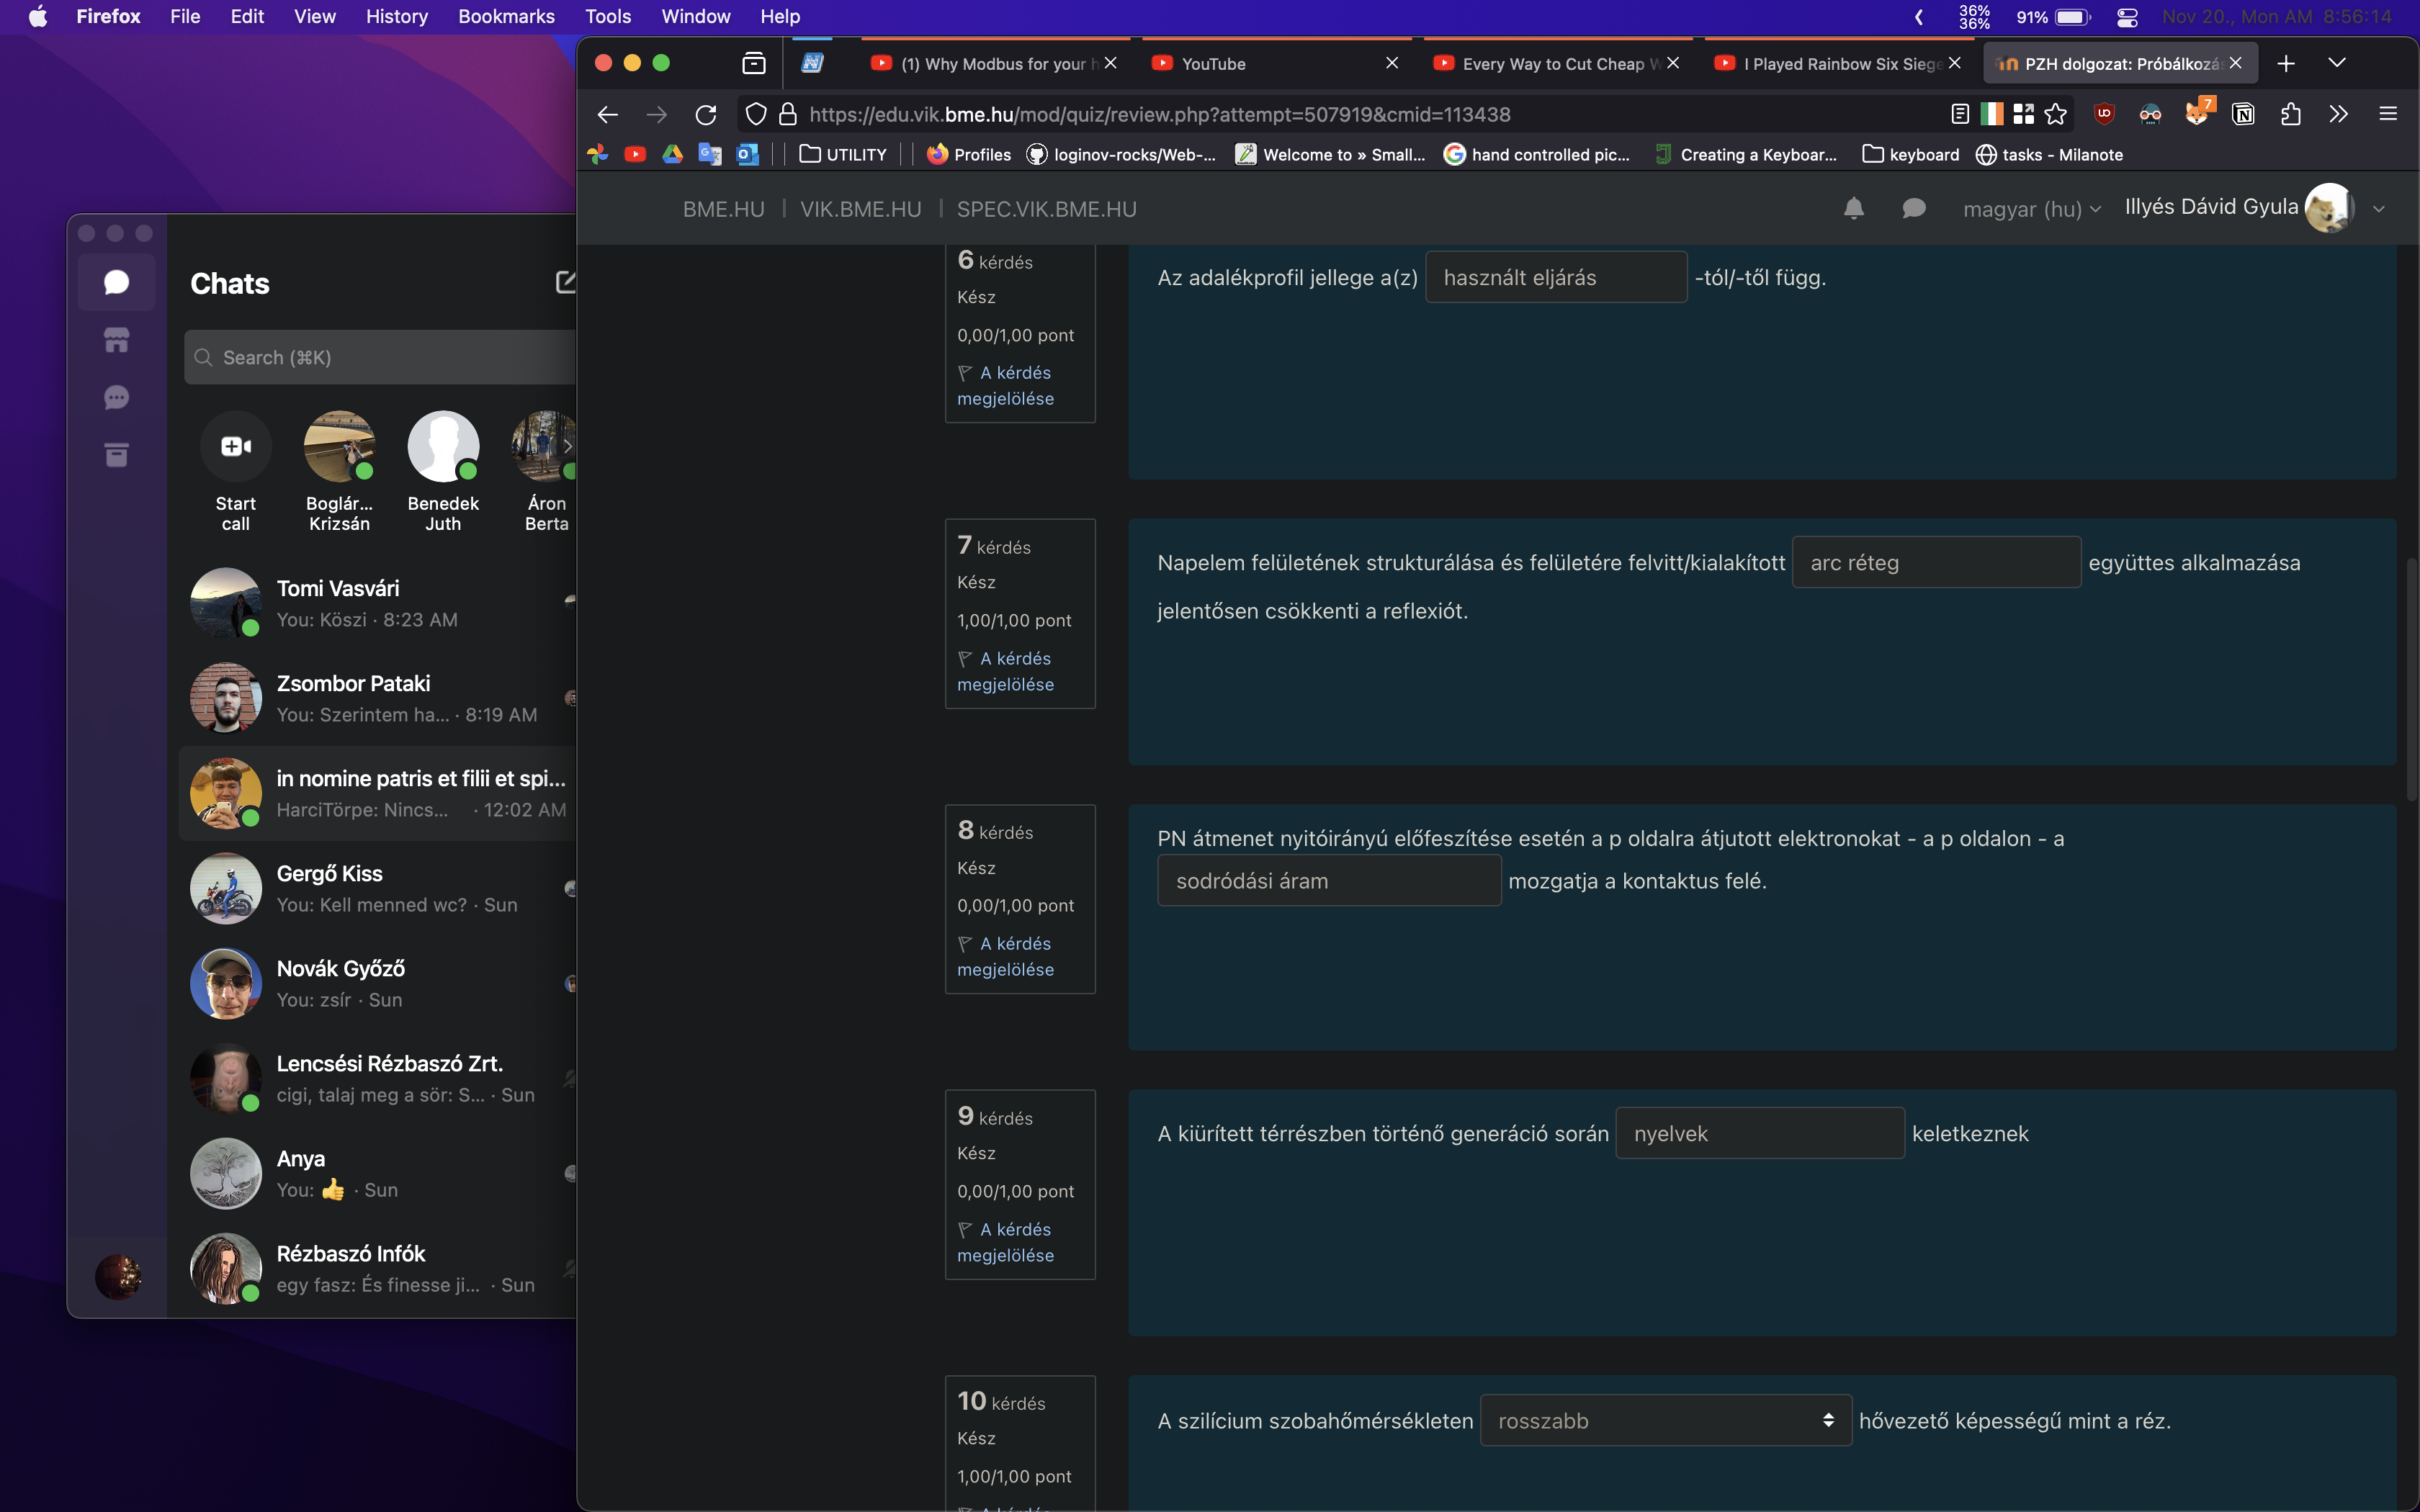 Firefox File Edit View History Bookmarks Tools Window Help
36%
36%
91%
Nov 20., Mon AM 8:56:14
(1) Why Modbus for your h
YouTube
Every Way to Cut Cheap W
I Played Rainbow Six Siege
PZH dolgozat: Próbálkozás
https://edu.vik.bme.hu/mod/quiz/review.php?attempt=507919&cmid=113438
7
UTILITY
Profiles
loginov-rocks/Web-...
Welcome to » Small...
hand controlled pic...
Creating a Keyboar...
keyboard
tasks - Milanote
BME.HU | VIK.BME.HU | SPEC.VIK.BME.HU
magyar (hu)
Illyés Dávid Gyula
Chats
Search (⌘K)
Start call
Boglár... Krizsán
Benedek Juth
Áron Berta
Tomi Vasvári
You: Köszi · 8:23 AM
Zsombor Pataki
You: Szerintem ha... · 8:19 AM
in nomine patris et filii et spi...
HarciTörpe: Nincs... · 12:02 AM
Gergő Kiss
You: Kell menned wc? · Sun
Novák Győző
You: zsír · Sun
Lencsési Rézbaszó Zrt.
cigi, talaj meg a sör: S... · Sun
Anya
You: 👍 · Sun
Rézbaszó Infók
egy fasz: És finesse ji... · Sun
6 kérdés
Kész
0,00/1,00 pont
A kérdés
megjelölése
Az adalékprofil jellege a(z) használt eljárás -tól/-től függ.
7 kérdés
Kész
1,00/1,00 pont
A kérdés
megjelölése
Napelem felületének strukturálása és felületére felvitt/kialakított arc réteg együttes alkalmazása
jelentősen csökkenti a reflexiót.
8 kérdés
Kész
0,00/1,00 pont
A kérdés
megjelölése
PN átmenet nyitóirányú előfeszítése esetén a p oldalra átjutott elektronokat - a p oldalon - a
sodródási áram mozgatja a kontaktus felé.
9 kérdés
Kész
0,00/1,00 pont
A kérdés
megjelölése
A kiürített térrészben történő generáció során nyelvek keletkeznek
10 kérdés
Kész
1,00/1,00 pont
A szilícium szobahőmérsékleten rosszabb hővezető képességű mint a réz.